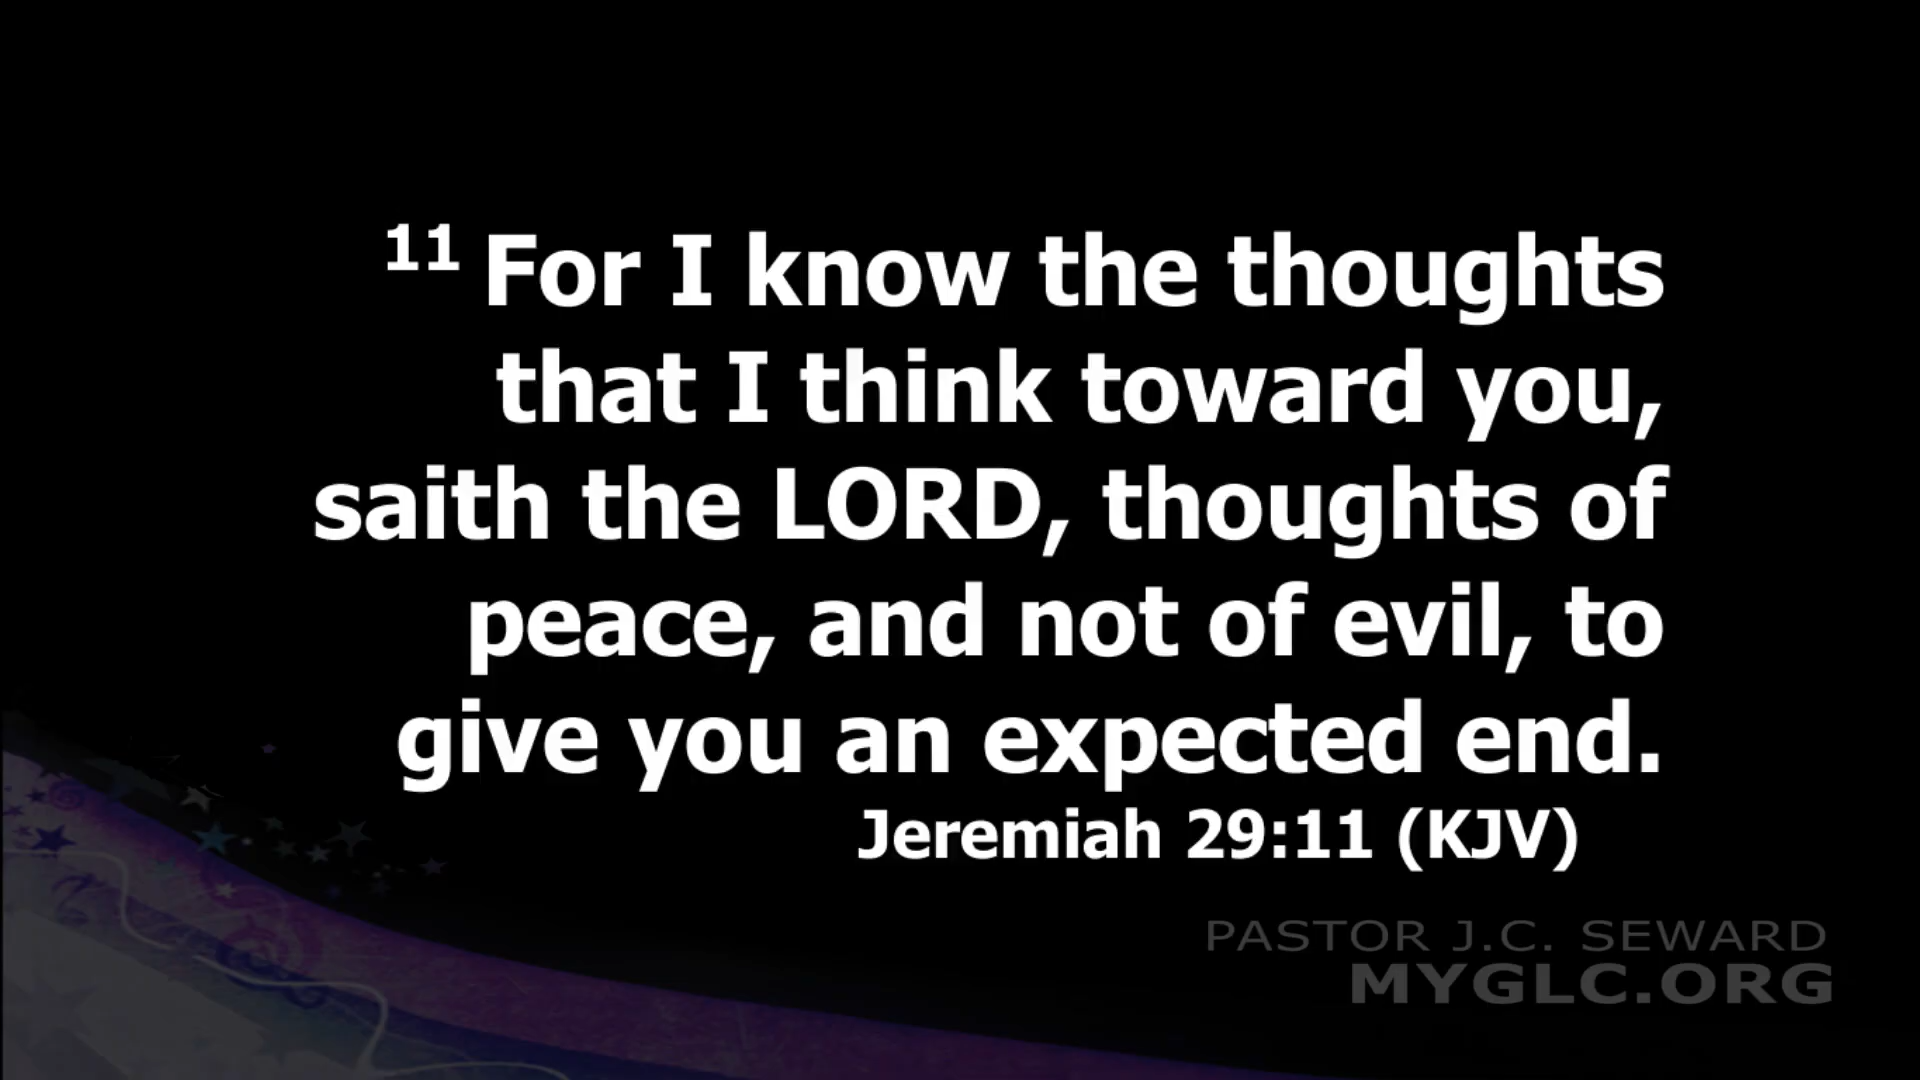 11 For I know the thoughts
that I think toward you,
saith the LORD, thoughts of
peace, and not of evil, to
give you an expected end.
Jeremiah 29:11 (KJV)
PASTOR J.C. SEWARD
MYGLC.ORG